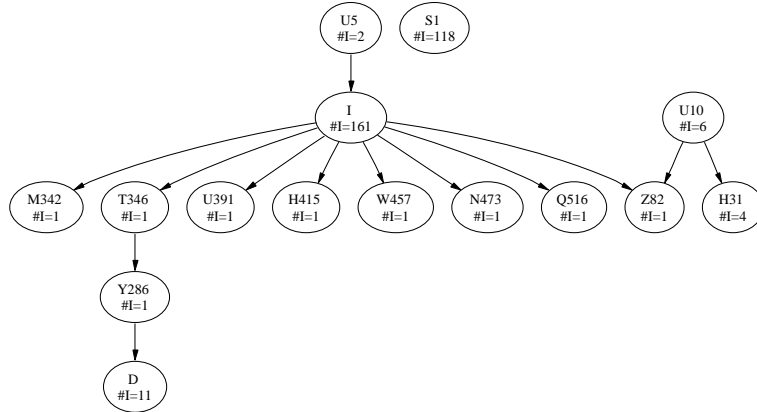 U5
#I=2
S1
#I=118
I
#I=161
U10
#I=6
M342
#I=1
T346
#I=1
U391
#I=1
H415
#I=1
W457
#I=1
N473
#I=1
Q516
#I=1
Z82
#I=1
H31
#I=4
Y286
#I=1
D
#I=11